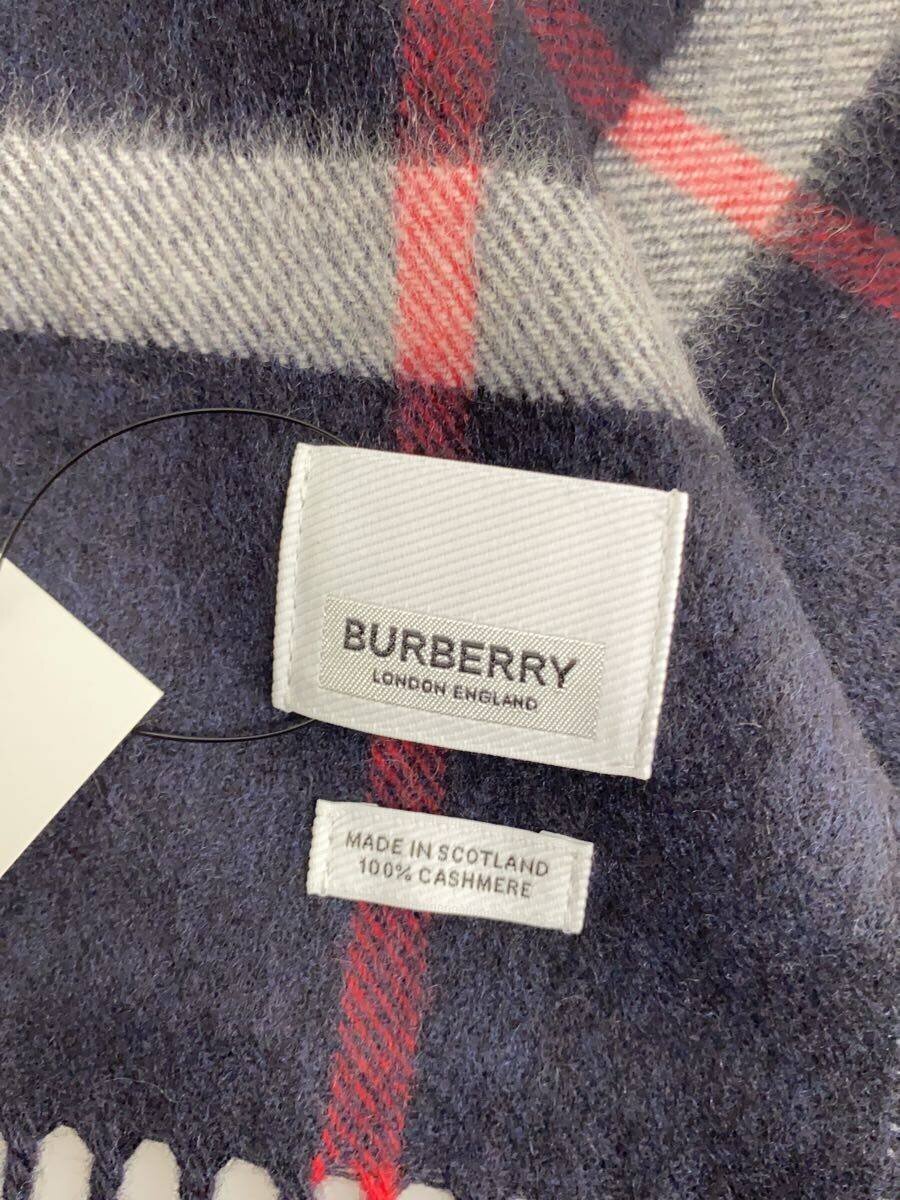 BURBERRY
LONDON ENGLAND
MADE IN SCOTLAND
100% CASHMERE